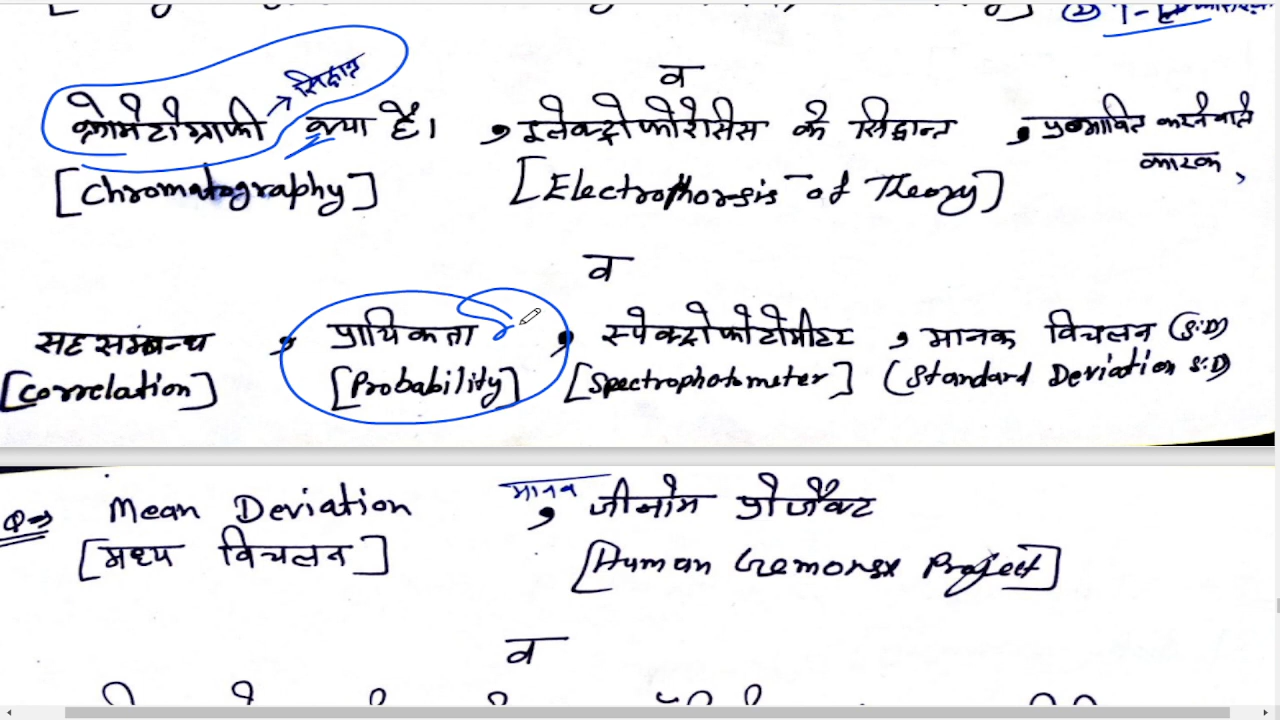 व
क्रोमेटोग्राफी → सिद्धान्त क्या है। , इलेक्ट्रोफोरेसिस के सिद्धान्त , प्रभावित करने वाले
कारक ,
[Chromatography] [Electrophorsis - of Theory]
व
सहसम्बन्ध , प्रायिकता , स्पेक्ट्रोफोटोमीटर , मानक विचलन (S.D)
[Correlation] [Probability] [Spectrophotometer] (Standard Deviation S.D)
Q⇒ Mean Deviation , मानव जीनोम प्रोजेक्ट
[मध्य विचलन] [Human Project]
व